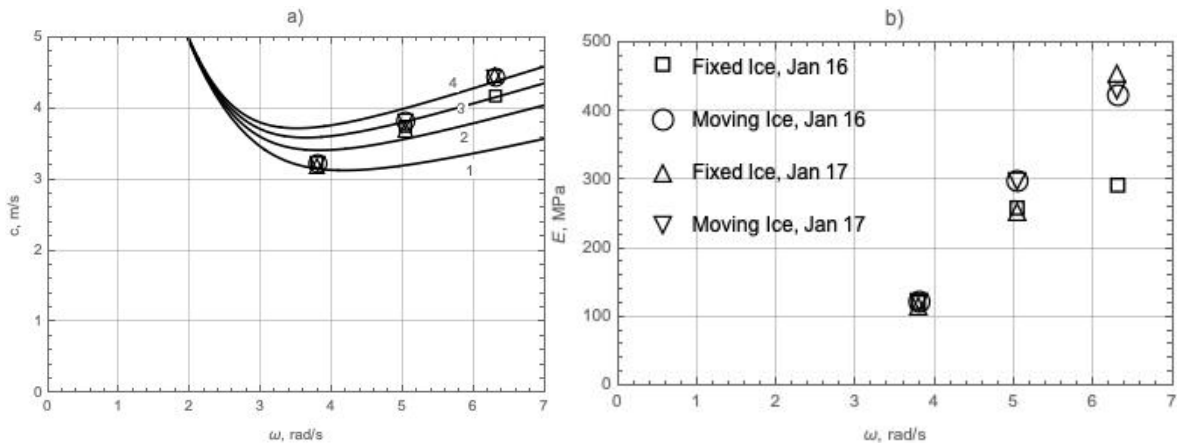 a)
5
4
3
2
1
0
c, m/s
4
3
2
1
0 1 2 3 4 5 6 7
ω, rad/s
b)
500
400
300
200
100
0
E, MPa
Fixed Ice, Jan 16
Moving Ice, Jan 16
Fixed Ice, Jan 17
Moving Ice, Jan 17
0 1 2 3 4 5 6 7
ω, rad/s